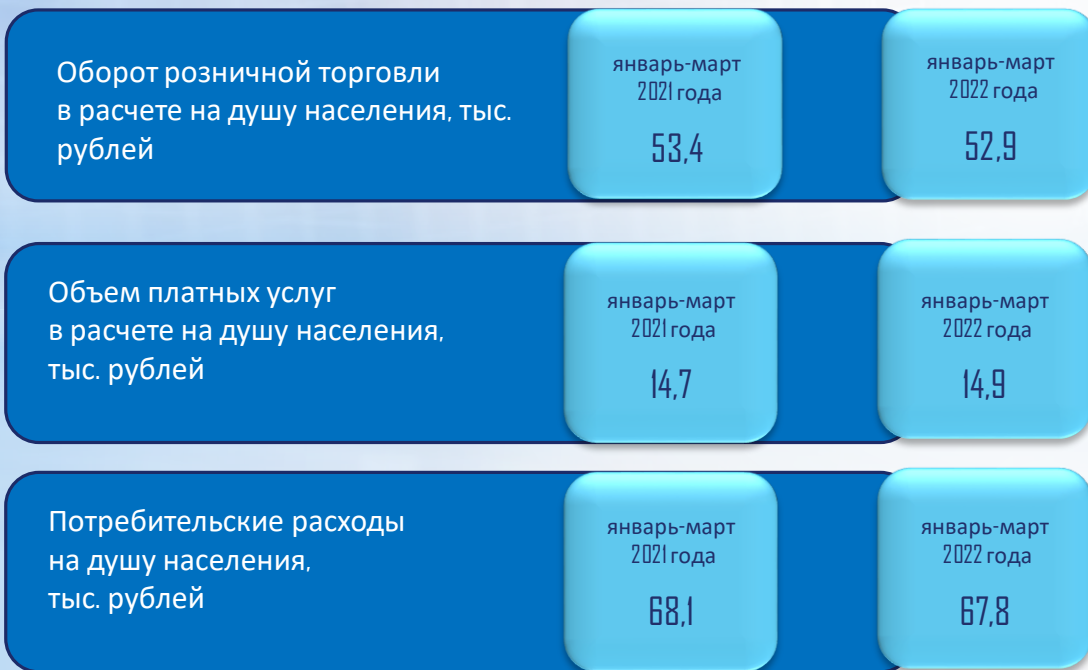 Оборот розничной торговли
в расчете на душу населения, тыс.
рублей
январь-март
2021 года
53,4
январь-март
2022 года
52,9
Объем платных услуг
в расчете на душу населения,
тыс. рублей
январь-март
2021 года
14,7
январь-март
2022 года
14,9
Потребительские расходы
на душу населения,
тыс. рублей
январь-март
2021 года
68,1
январь-март
2022 года
67,8